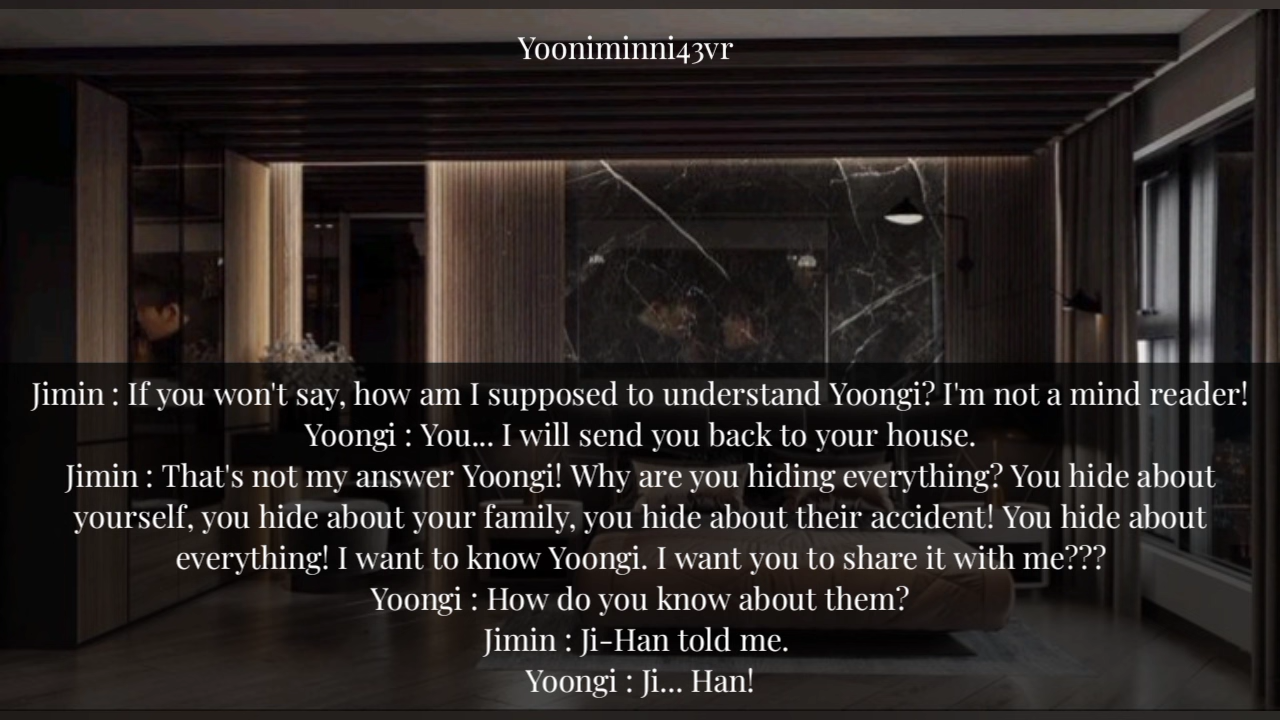 Yooniminni43vr
Jimin : If you won't say, how am I supposed to understand Yoongi? I'm not a mind reader!
Yoongi : You... I will send you back to your house.
Jimin : That's not my answer Yoongi! Why are you hiding everything? You hide about
yourself, you hide about your family, you hide about their accident! You hide about
everything! I want to know Yoongi. I want you to share it with me???
Yoongi : How do you know about them?
Jimin : Ji-Han told me.
Yoongi : Ji... Han!